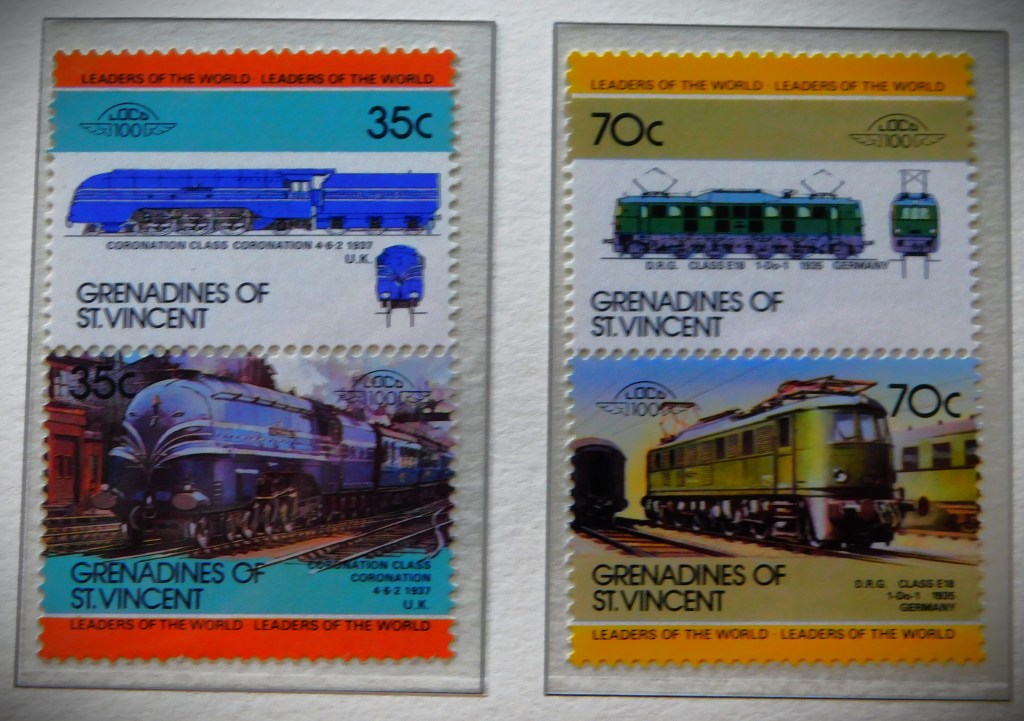 LEADERS OF THE WORLD · LEADERS OF THE WORLD
LOCO 100
35c
CORONATION CLASS CORONATION 4-6-2 1937
U.K.
GRENADINES OF
ST.VINCENT
35c
LOCO 100
GRENADINES OF
ST.VINCENT
CORONATION CLASS
CORONATION
4-6-2 1937
U.K.
LEADERS OF THE WORLD · LEADERS OF THE WORLD
LEADERS OF THE WORLD · LEADERS OF THE WORLD
70c
LOCO 100
D.R.G. CLASS E18 1-Do-1 1935 GERMANY
GRENADINES OF
ST.VINCENT
LOCO 100
70c
GRENADINES OF
ST.VINCENT
D.R.G. CLASS E18
1-Do-1 1935
GERMANY
LEADERS OF THE WORLD · LEADERS OF THE WORLD